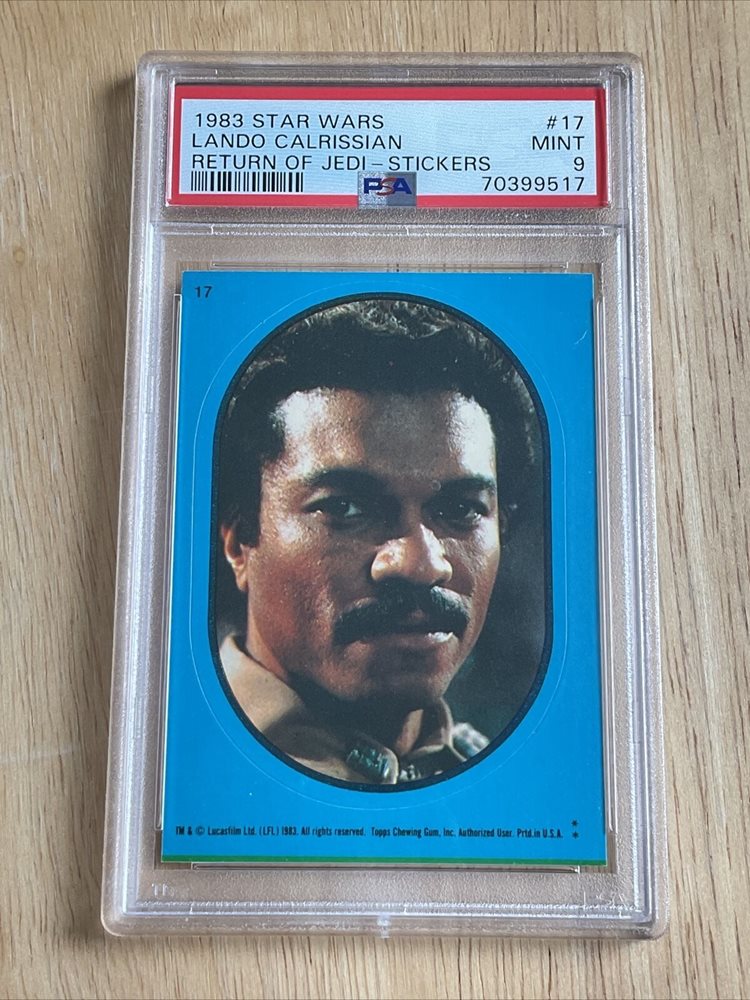 1983 STAR WARS #17
LANDO CALRISSIAN MINT
RETURN OF JEDI-STICKERS 9
PSA 70399517
17
TM & © Lucasfilm Ltd. (LFL) 1983. All rights reserved. Topps Chewing Gum, Inc. Authorized User. Prtd.in U.S.A. **